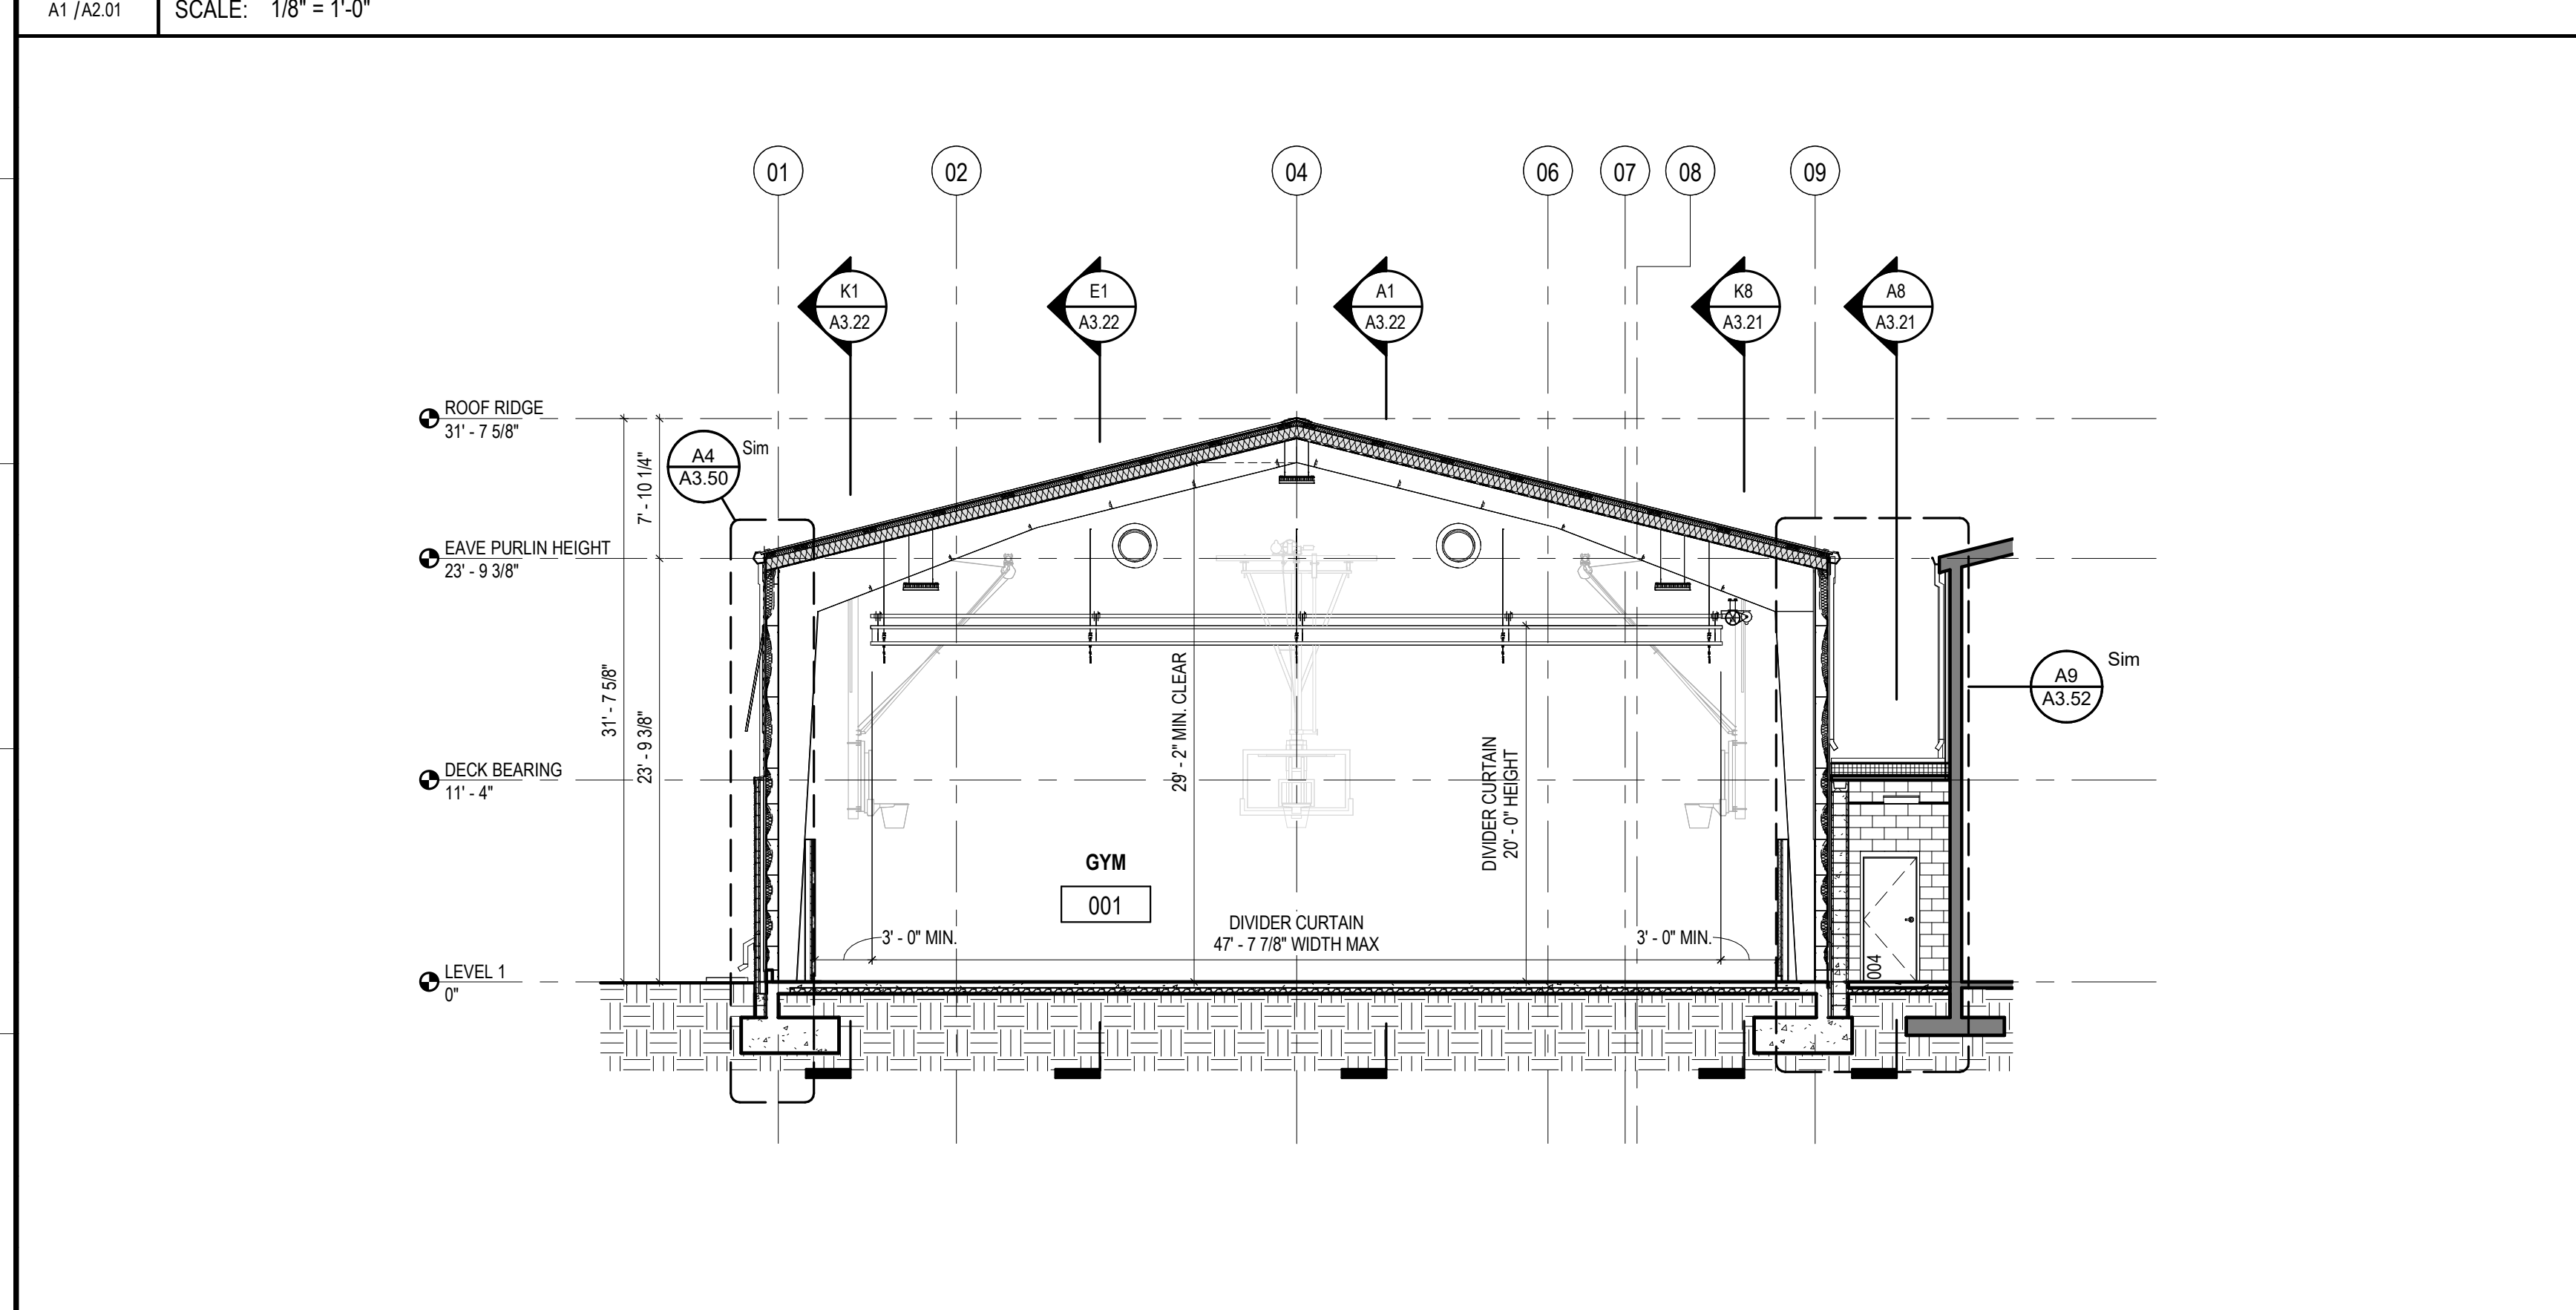 A1 / A2.01
SCALE: 1/8" = 1'-0"
01
02
04
06
07
08
09
K1
A3.22
E1
A3.22
A1
A3.22
K8
A3.21
A8
A3.21
ROOF RIDGE
31' - 7 5/8"
A4
A3.50
Sim
7' - 10 1/4"
EAVE PURLIN HEIGHT
23' - 9 3/8"
31' - 7 5/8"
23' - 9 3/8"
29' - 2" MIN. CLEAR
A9
A3.52
Sim
DECK BEARING
11' - 4"
DIVIDER CURTAIN
20' - 0" HEIGHT
GYM
001
DIVIDER CURTAIN
47' - 7 7/8" WIDTH MAX
3' - 0" MIN.
3' - 0" MIN.
004
LEVEL 1
0"